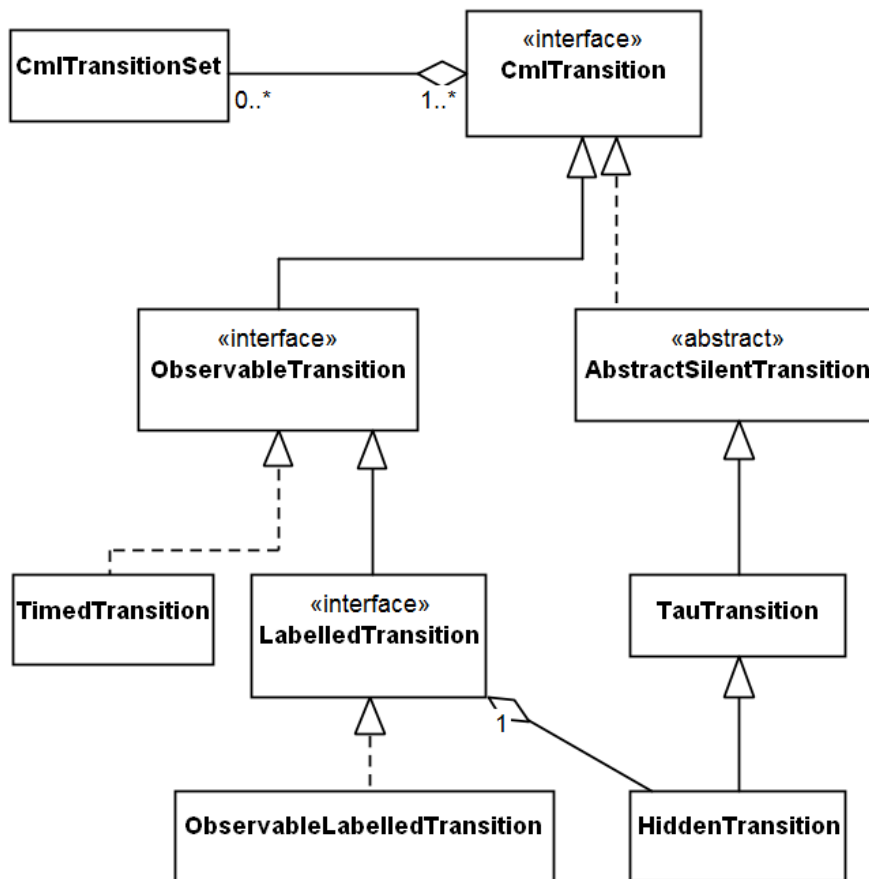 «interface»
CmlTransitionSet
CmlTransition
0..*
1..*
«interface»
ObservableTransition
«abstract»
AbstractSilentTransition
TimedTransition
«interface»
LabelledTransition
TauTransition
1
ObservableLabelledTransition
HiddenTransition